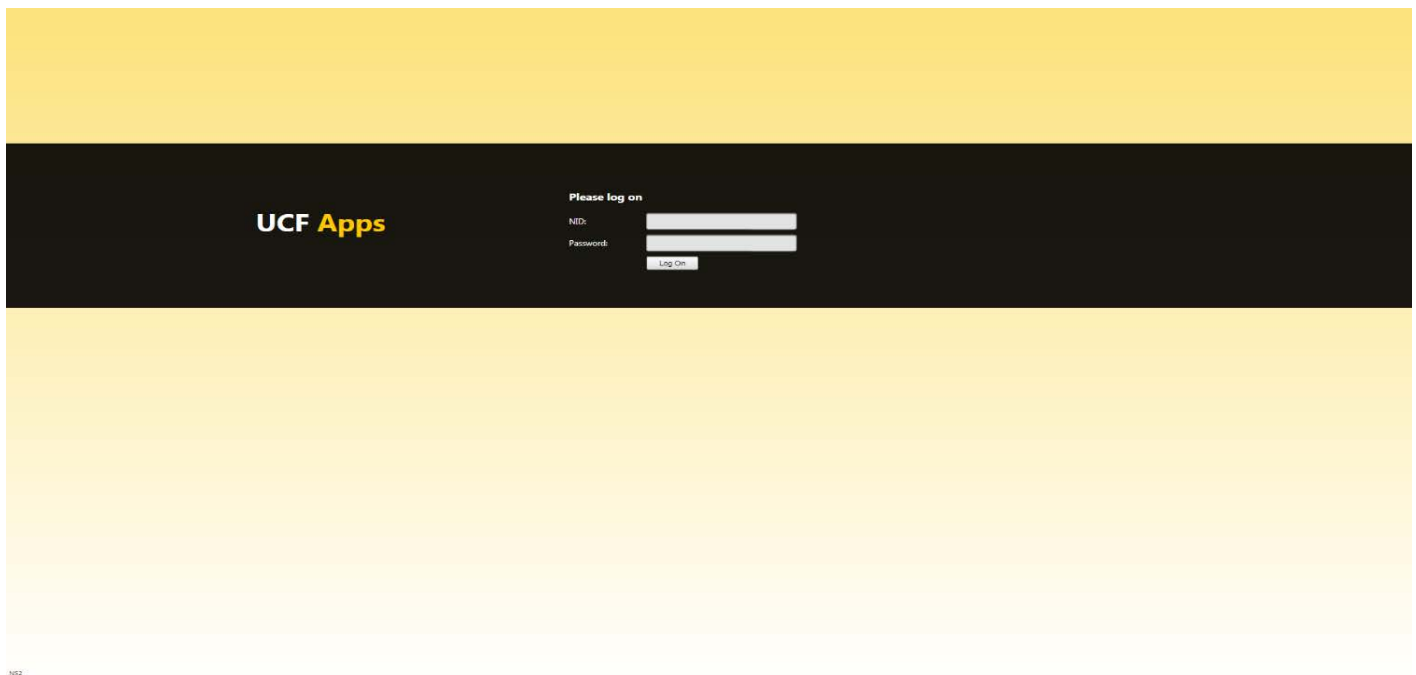 Please log on
UCF Apps
NID:
Password:
Log On
NS2